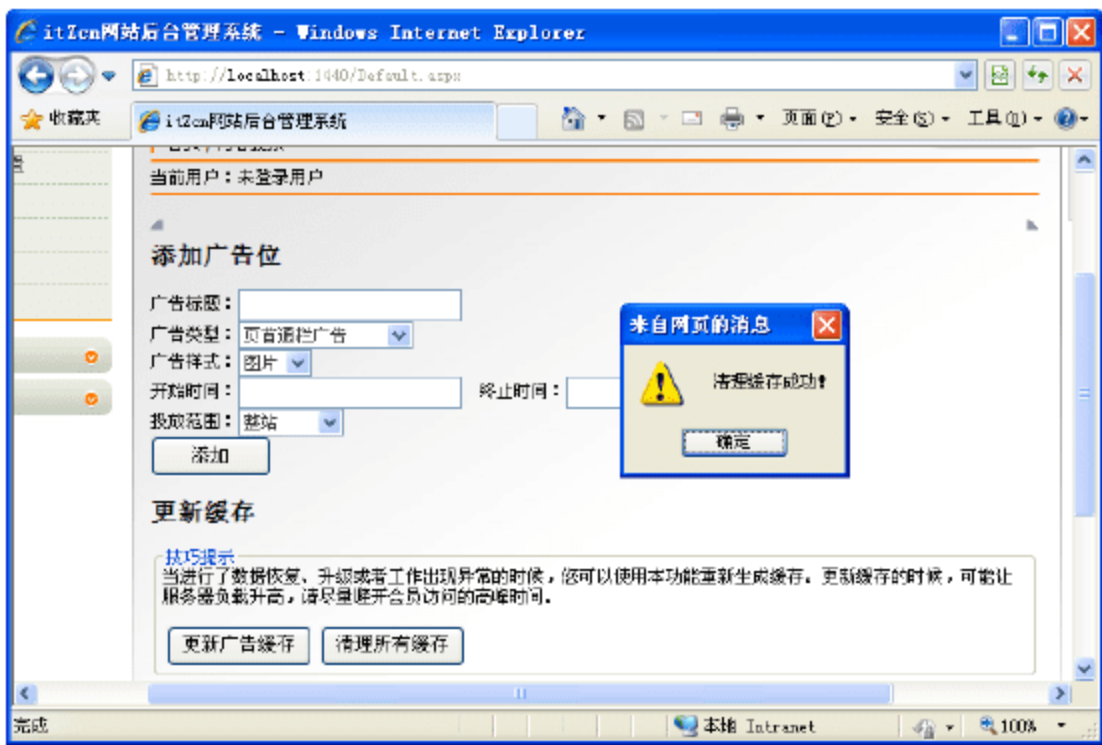 itZcn网站后台管理系统 - Windows Internet Explorer
http://localhost:1440/Default.aspx
收藏夹
itZcn网站后台管理系统
页面(P)
安全(S)
工具(O)
当前用户：未登录用户
添加广告位
广告标题：
广告类型：页首通栏广告
广告样式：图片
开始时间：
终止时间：
投放范围：整站
添加
来自网页的消息
清理缓存成功！
确定
更新缓存
技巧提示
当进行了数据恢复、升级或者工作出现异常的时候，您可以使用本功能重新生成缓存。更新缓存的时候，可能让
服务器负载升高，请尽量避开会员访问的高峰时间。
更新广告缓存
清理所有缓存
完成
本地 Intranet
100%